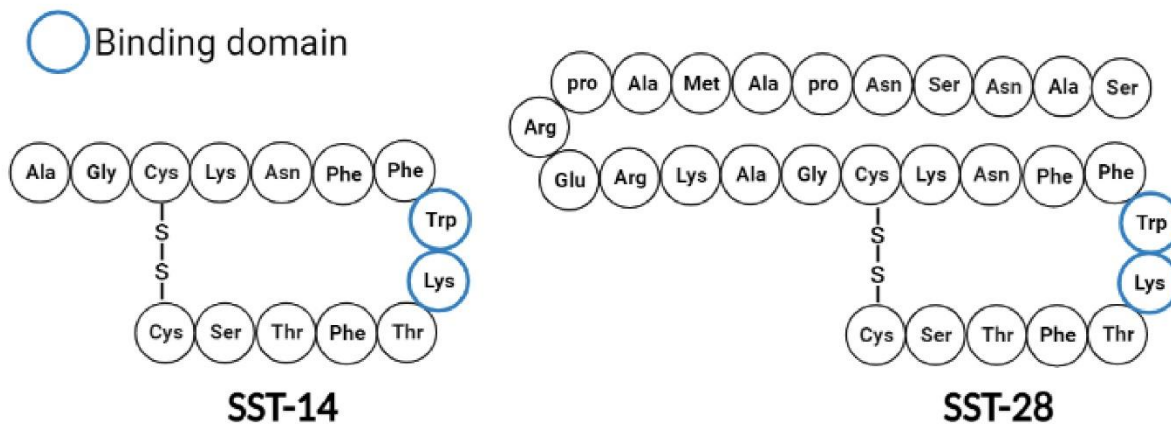 Binding domain
pro Ala Met Ala pro Asn Ser Asn Ala Ser
Arg
Ala Gly Cys Lys Asn Phe Phe
Glu Arg Lys Ala Gly Cys Lys Asn Phe Phe
Trp
Trp
S
S
S
S
Lys
Lys
Cys Ser Thr Phe Thr
Cys Ser Thr Phe Thr
SST-14
SST-28